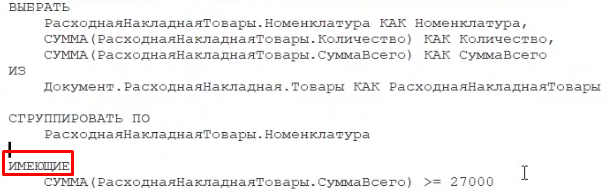 ВЫБРАТЬ
РасходнаяНакладнаяТовары.Номенклатура КАК Номенклатура,
СУММА(РасходнаяНакладнаяТовары.Количество) КАК Количество,
СУММА(РасходнаяНакладнаяТовары.СуммаВсего) КАК СуммаВсего
ИЗ
Документ.РасходнаяНакладная.Товары КАК РасходнаяНакладнаяТовары
СГРУППИРОВАТЬ ПО
РасходнаяНакладнаяТовары.Номенклатура
ИМЕЮЩИЕ
СУММА(РасходнаяНакладнаяТовары.СуммаВсего) >= 27000